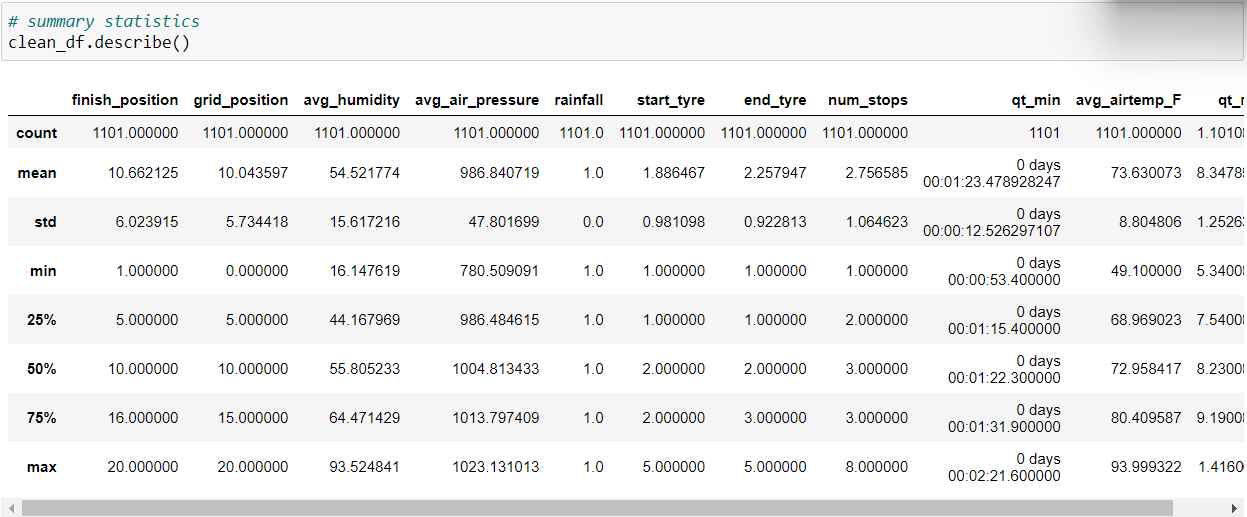 # summary statistics
clean_df.describe()
finish_position grid_position avg_humidity avg_air_pressure rainfall start_tyre end_tyre num_stops qt_min avg_airtemp_F
count 1101.000000 1101.000000 1101.000000 1101.000000 1101.0 1101.000000 1101.000000 1101.000000 1101 1101.000000 1.1010
mean 10.662125 10.043597 54.521774 986.840719 1.0 1.886467 2.257947 2.756585 0 days 00:01:23.478928247 73.630073 8.3478
std 6.023915 5.734418 15.617216 47.801699 0.0 0.981098 0.922813 1.064623 0 days 00:00:12.526297107 8.804806 1.2526
min 1.000000 0.000000 16.147619 780.509091 1.0 1.000000 1.000000 1.000000 0 days 00:00:53.400000 49.100000 5.3400
25% 5.000000 5.000000 44.167969 986.484615 1.0 1.000000 1.000000 2.000000 0 days 00:01:15.400000 68.969023 7.5400
50% 10.000000 10.000000 55.805233 1004.813433 1.0 2.000000 2.000000 3.000000 0 days 00:01:22.300000 72.958417 8.2300
75% 16.000000 15.000000 64.471429 1013.797409 1.0 2.000000 3.000000 3.000000 0 days 00:01:31.900000 80.409587 9.1900
max 20.000000 20.000000 93.524841 1023.131013 1.0 5.000000 5.000000 8.000000 0 days 00:02:21.600000 93.999322 1.4160